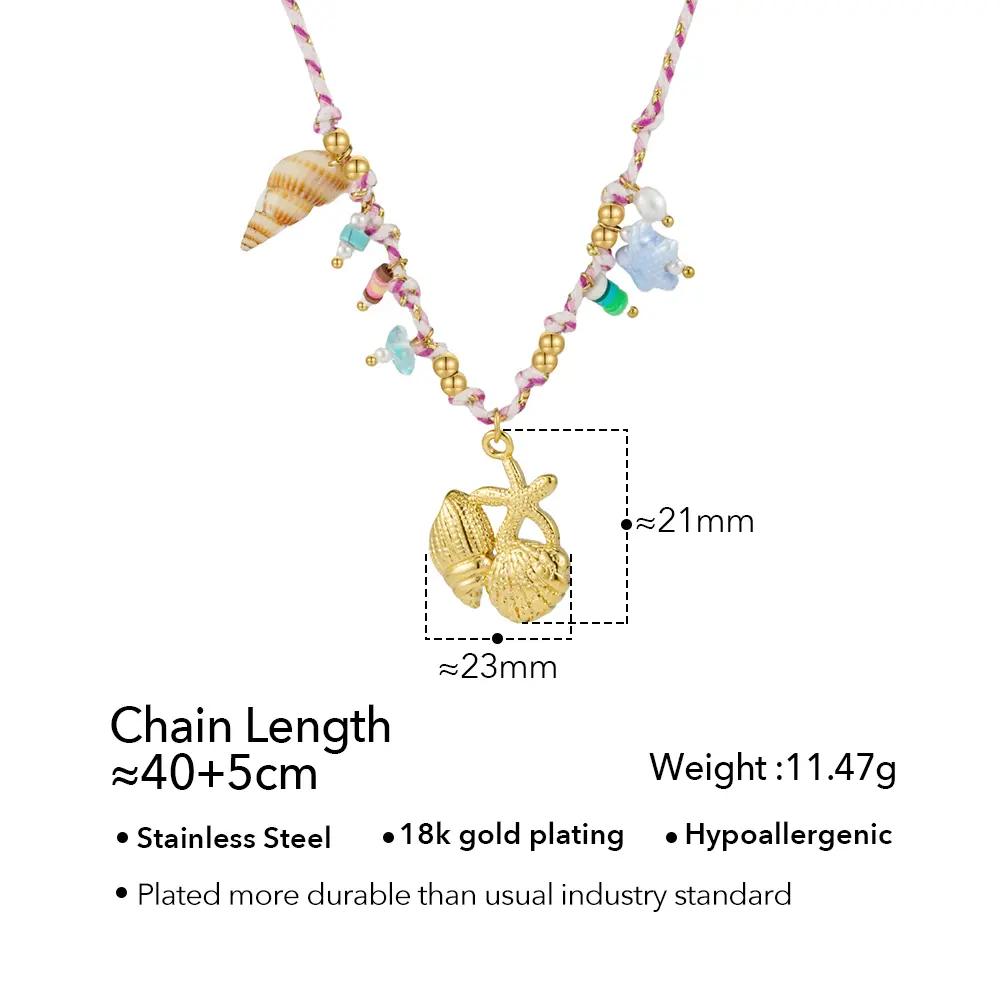 ≈21mm
≈23mm
Chain Length
≈40+5cm
Weight :11.47g
• Stainless Steel
• 18k gold plating
• Hypoallergenic
• Plated more durable than usual industry standard